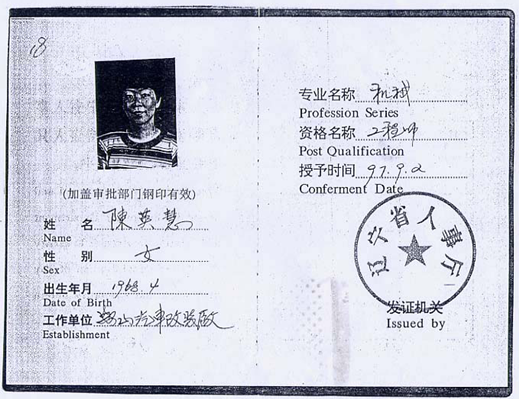 18
(加盖审批部门钢印有效)
姓 名 陳英慧
Name
性 别 女
Sex
出生年月 1968.4
Date of Birth
工作单位 鞍山汽車改装廠
Establishment
专业名称 机械
Profession Series
资格名称 工程师
Post Qualification
授予时间 97.9.2
Conferment Date
辽宁省人事厅
发证机关
Issued by